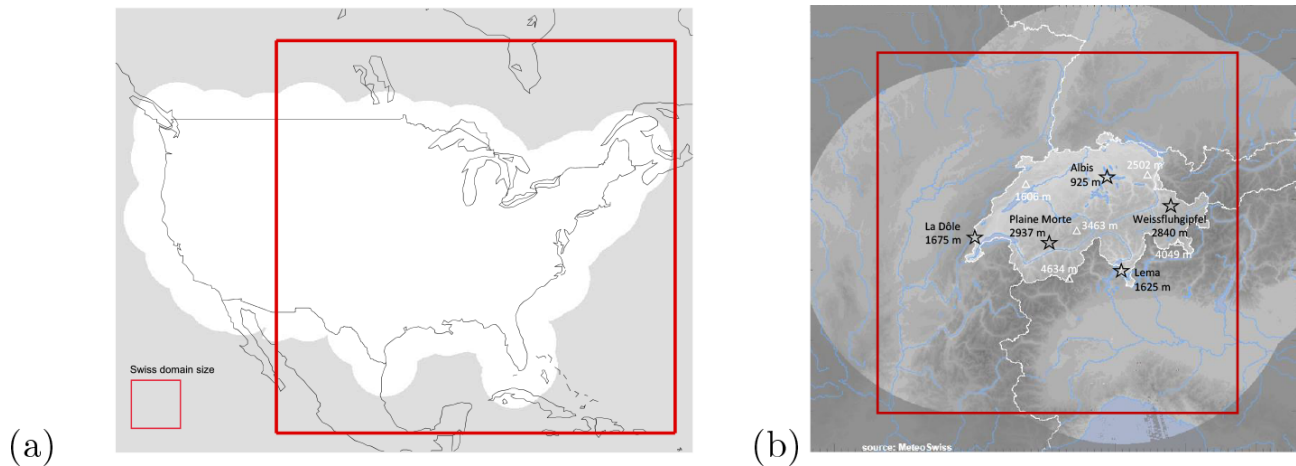 Swiss domain size
(a)
Albis
925 m
2502 m
1606 m
La Dôle
1675 m
Plaine Morte
2937 m
3463 m
Weissfluhgipfel
2840 m
4049 m
4634 m
Lema
1625 m
source: MeteoSwiss
(b)